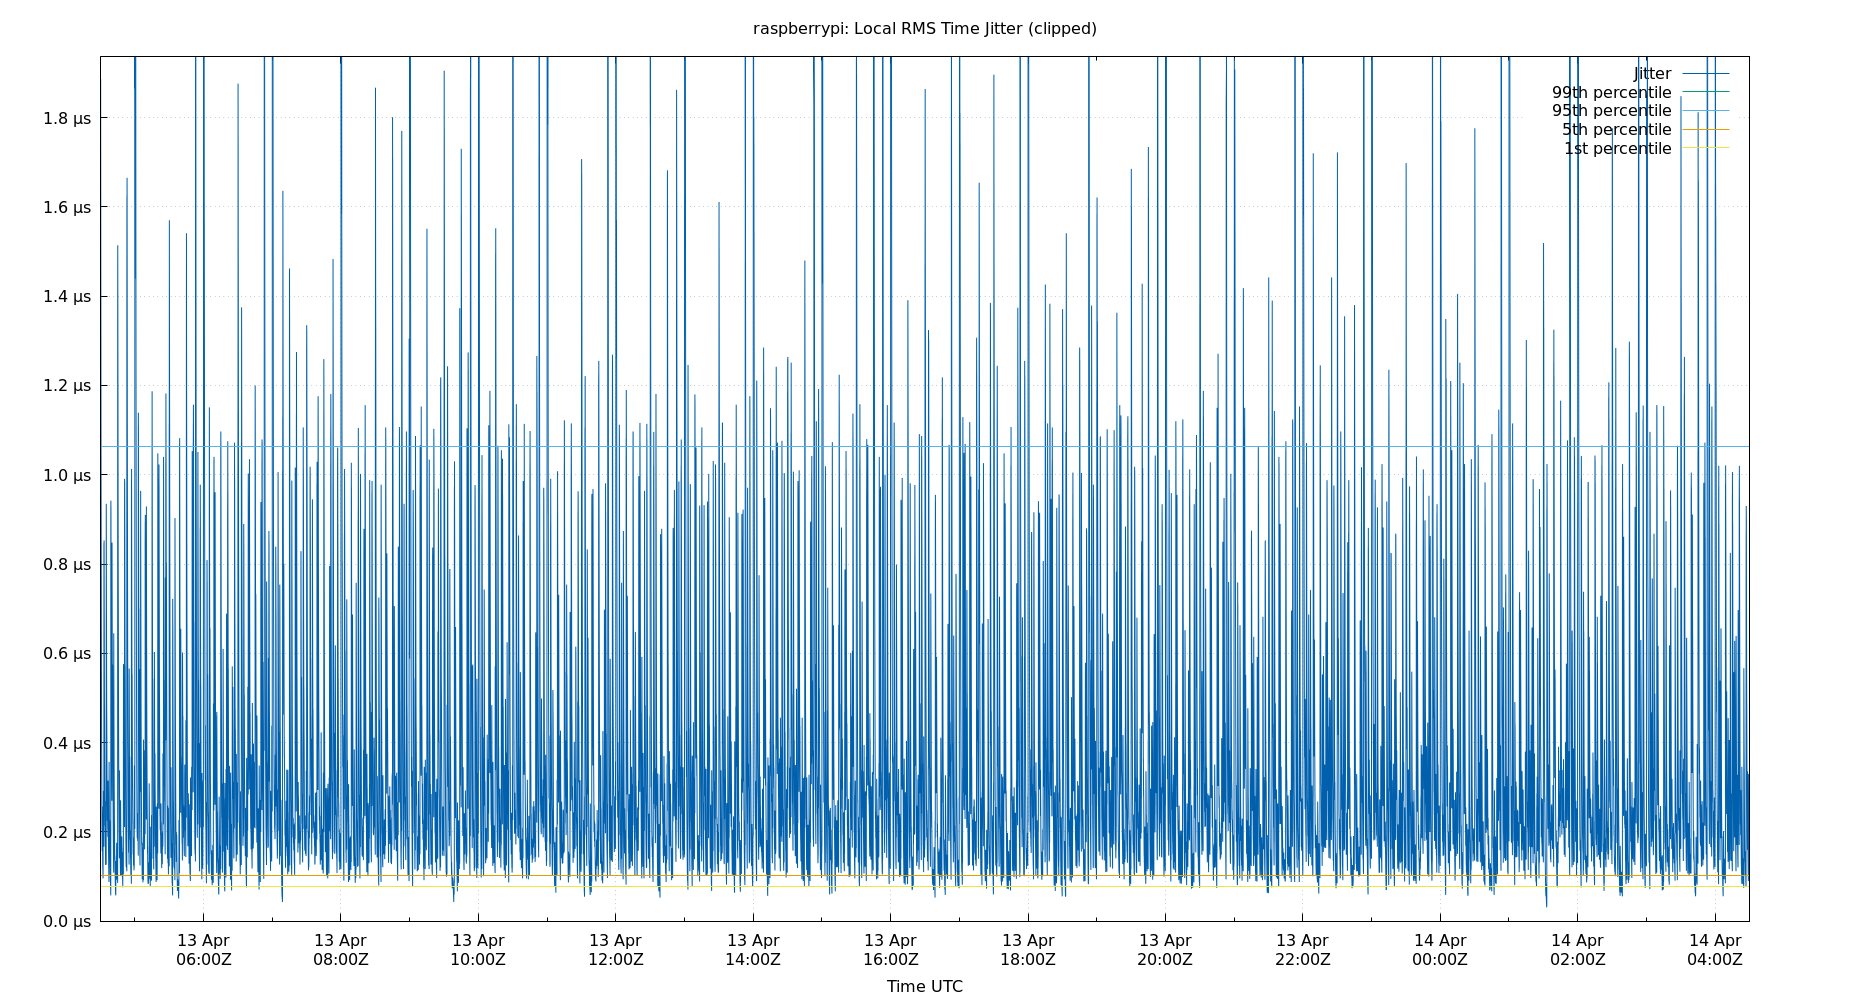 raspberrypi: Local RMS Time Jitter (clipped)
Jitter
99th percentile
95th percentile
5th percentile
1st percentile
1.8 µs
1.6 µs
1.4 µs
1.2 µs
1.0 µs
0.8 µs
0.6 µs
0.4 µs
0.2 µs
0.0 µs
13 Apr 13 Apr 13 Apr 13 Apr 13 Apr 13 Apr 13 Apr 13 Apr 13 Apr 14 Apr 14 Apr 14 Apr
06:00Z 08:00Z 10:00Z 12:00Z 14:00Z 16:00Z 18:00Z 20:00Z 22:00Z 00:00Z 02:00Z 04:00Z
Time UTC